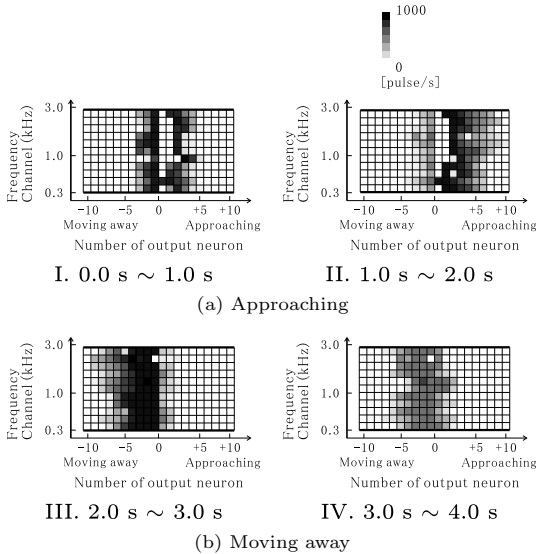 1000
0
[pulse/s]
Frequency Channel (kHz)
3.0
1.0
0.3
−10 −5 0 +5 +10
Moving away Approaching
Number of output neuron
I. 0.0 s ∼ 1.0 s
Frequency Channel (kHz)
3.0
1.0
0.3
−10 −5 0 +5 +10
Moving away Approaching
Number of output neuron
II. 1.0 s ∼ 2.0 s
(a) Approaching
Frequency Channel (kHz)
3.0
1.0
0.3
−10 −5 0 +5 +10
Moving away Approaching
Number of output neuron
III. 2.0 s ∼ 3.0 s
Frequency Channel (kHz)
3.0
1.0
0.3
−10 −5 0 +5 +10
Moving away Approaching
Number of output neuron
IV. 3.0 s ∼ 4.0 s
(b) Moving away